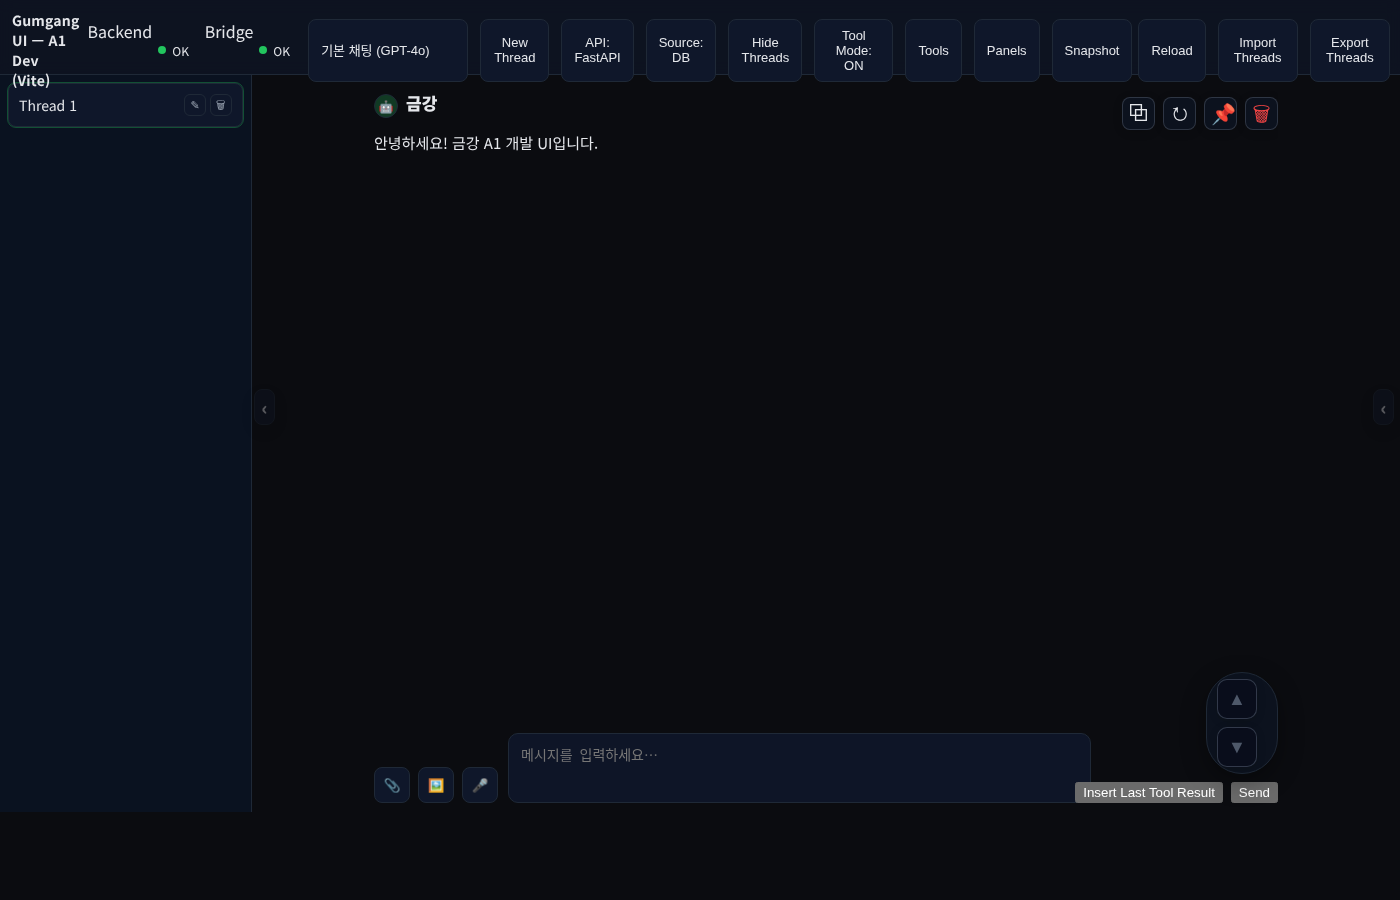 Gumgang
UI — A1
Dev
(Vite)
Backend
OK
Bridge
OK
기본 채팅 (GPT-4o)
New
Thread
API:
FastAPI
Source:
DB
Hide
Threads
Tool
Mode:
ON
Tools
Panels
Snapshot
Reload
Import
Threads
Export
Threads
Thread 1
금강
안녕하세요! 금강 A1 개발 UI입니다.
메시지를 입력하세요…
Insert Last Tool Result
Send